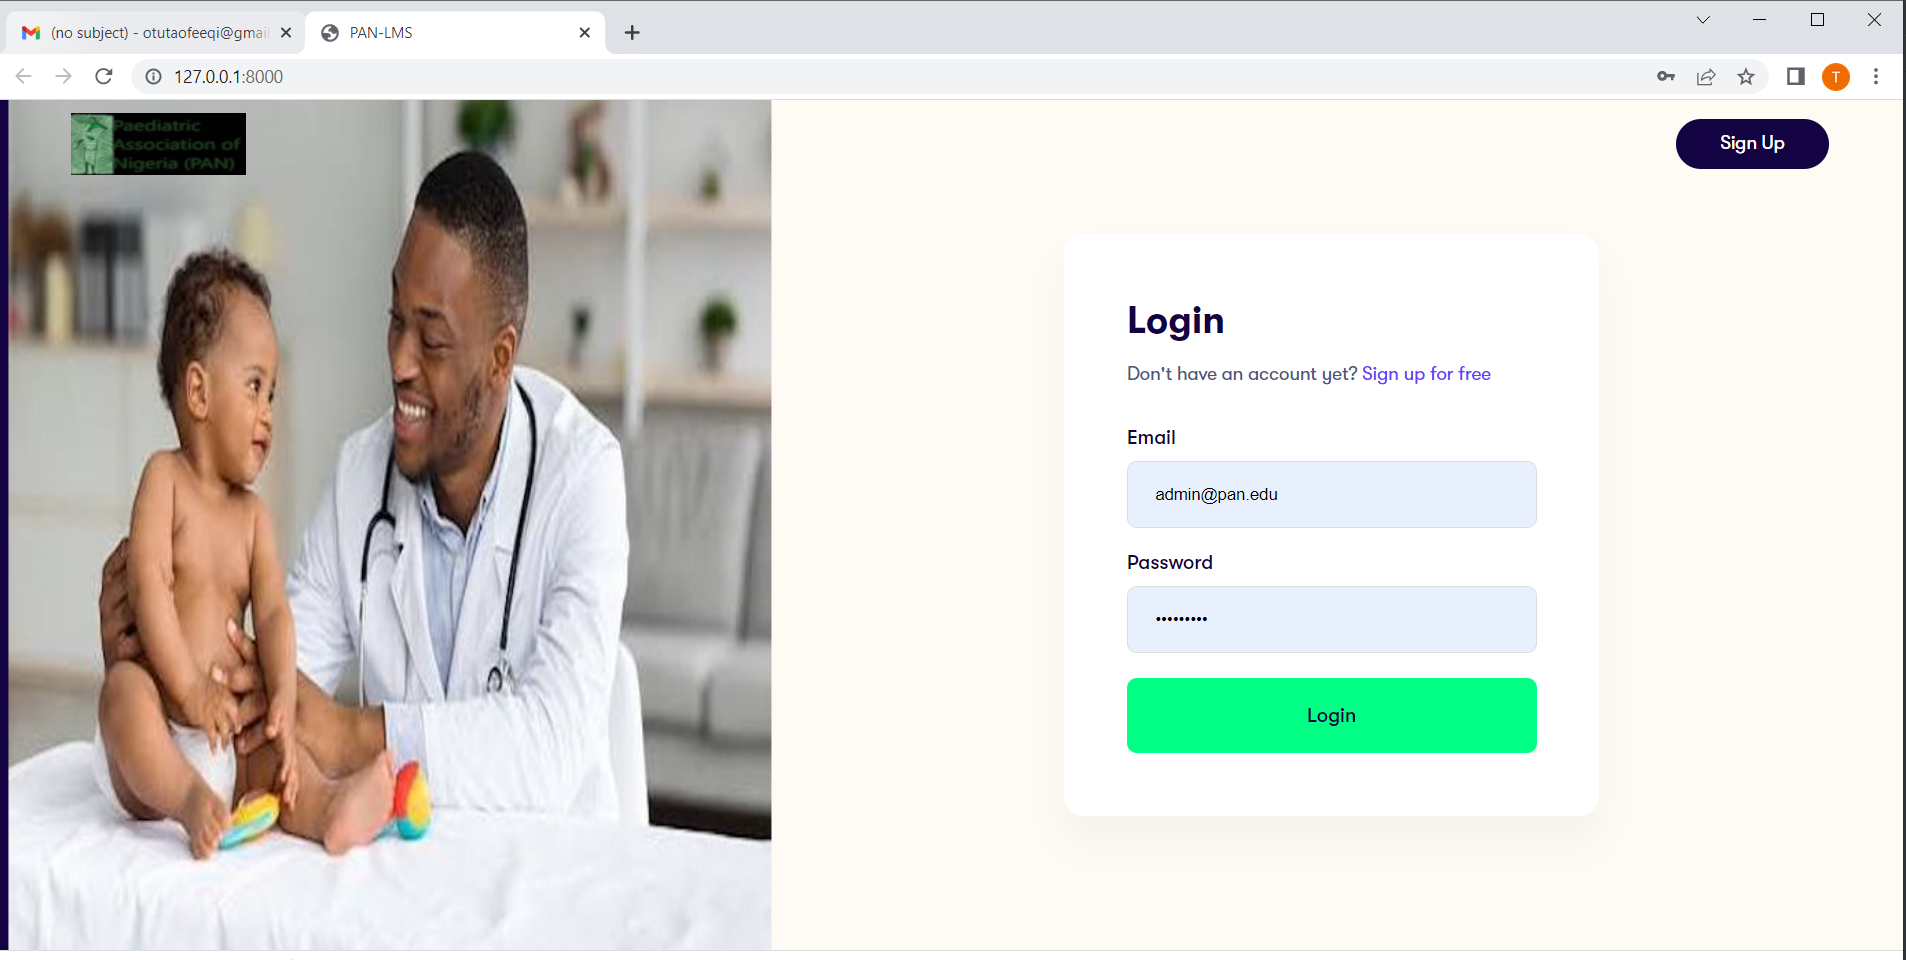 (no subject) - otutaofeeqi@gmail
PAN-LMS
127.0.0.1:8000
T
Paediatric
Association of
Nigeria (PAN)
Sign Up
Login
Don't have an account yet? Sign up for free
Email
admin@pan.edu
Password
•••••••••
Login